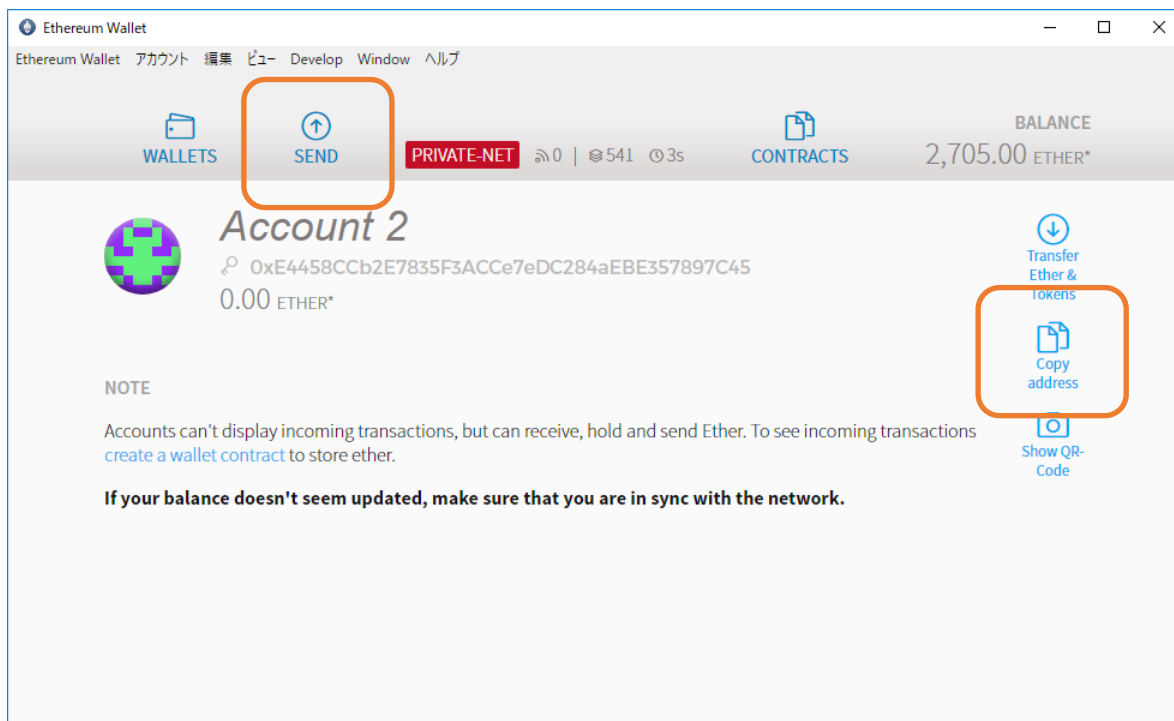 Ethereum Wallet
Ethereum Wallet アカウント 編集 ビュー Develop Window ヘルプ
WALLETS
SEND
PRIVATE-NET 0 | 541 3s
CONTRACTS
BALANCE
2,705.00 ETHER*
Account 2
0xE4458CCb2E7835F3ACCe7eDC284aEBE357897C45
0.00 ETHER*
Transfer
Ether &
Tokens
Copy
address
Show QR-
Code
NOTE
Accounts can't display incoming transactions, but can receive, hold and send Ether. To see incoming transactions
create a wallet contract to store ether.
If your balance doesn't seem updated, make sure that you are in sync with the network.